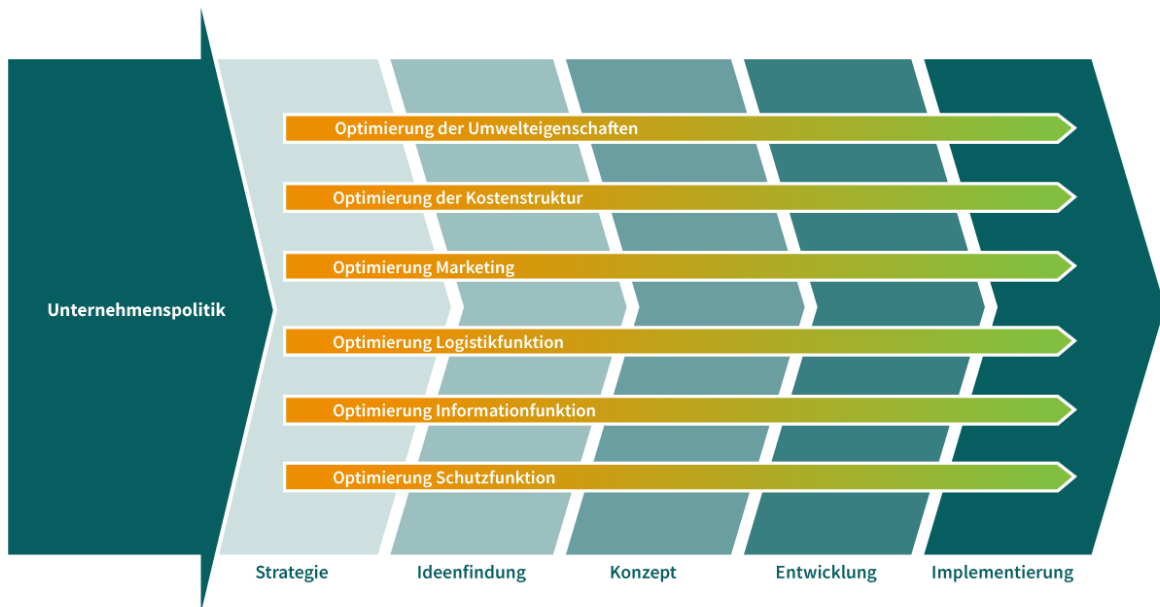 Optimierung der Umwelteigenschaften
Optimierung der Kostenstruktur
Optimierung Marketing
Unternehmenspolitik
Optimierung Logistikfunktion
Optimierung Informationfunktion
Optimierung Schutzfunktion
Strategie Ideenfindung Konzept Entwicklung Implementierung